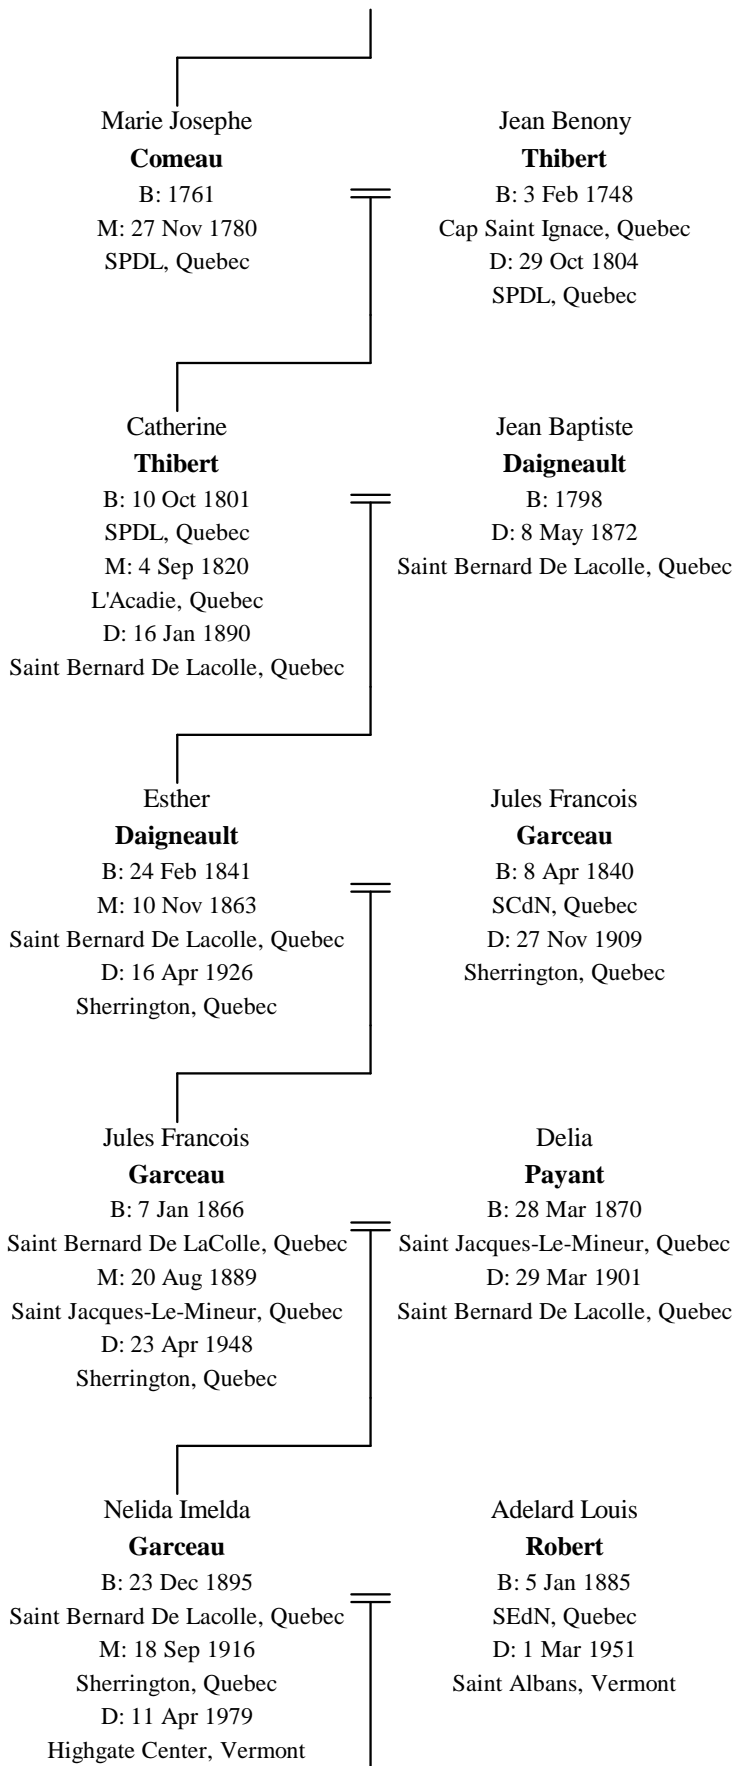 Marie Josephe
Comeau
B: 1761
M: 27 Nov 1780
SPDL, Quebec
Jean Benony
Thibert
B: 3 Feb 1748
Cap Saint Ignace, Quebec
D: 29 Oct 1804
SPDL, Quebec
Catherine
Thibert
B: 10 Oct 1801
SPDL, Quebec
M: 4 Sep 1820
L'Acadie, Quebec
D: 16 Jan 1890
Saint Bernard De Lacolle, Quebec
Jean Baptiste
Daigneault
B: 1798
D: 8 May 1872
Saint Bernard De Lacolle, Quebec
Esther
Daigneault
B: 24 Feb 1841
M: 10 Nov 1863
Saint Bernard De Lacolle, Quebec
D: 16 Apr 1926
Sherrington, Quebec
Jules Francois
Garceau
B: 8 Apr 1840
SCdN, Quebec
D: 27 Nov 1909
Sherrington, Quebec
Jules Francois
Garceau
B: 7 Jan 1866
Saint Bernard De LaColle, Quebec
M: 20 Aug 1889
Saint Jacques-Le-Mineur, Quebec
D: 23 Apr 1948
Sherrington, Quebec
Delia
Payant
B: 28 Mar 1870
Saint Jacques-Le-Mineur, Quebec
D: 29 Mar 1901
Saint Bernard De Lacolle, Quebec
Nelida Imelda
Garceau
B: 23 Dec 1895
Saint Bernard De Lacolle, Quebec
M: 18 Sep 1916
Sherrington, Quebec
D: 11 Apr 1979
Highgate Center, Vermont
Adelard Louis
Robert
B: 5 Jan 1885
SEdN, Quebec
D: 1 Mar 1951
Saint Albans, Vermont